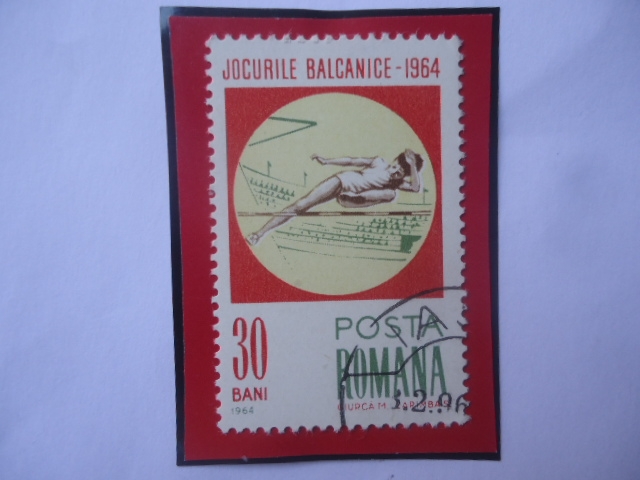 JOCURILE BALCANICE - 1964
30
BANI
1964
POSTA
ROMANA